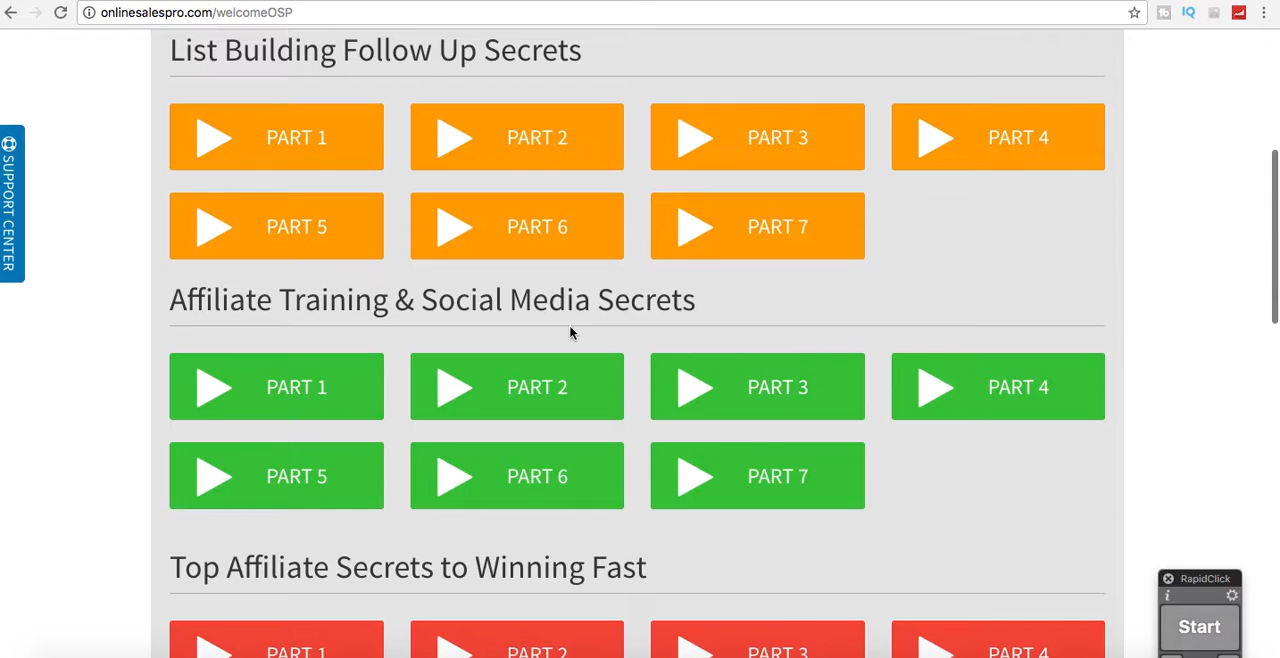 onlinesalespro.com/welcomeOSP
IQ
List Building Follow Up Secrets
PART 1 PART 2 PART 3 PART 4
PART 5 PART 6 PART 7
SUPPORT CENTER
Affiliate Training & Social Media Secrets
PART 1 PART 2 PART 3 PART 4
PART 5 PART 6 PART 7
Top Affiliate Secrets to Winning Fast
RapidClick
i
Start
PART 1 PART 2 PART 3 PART 4